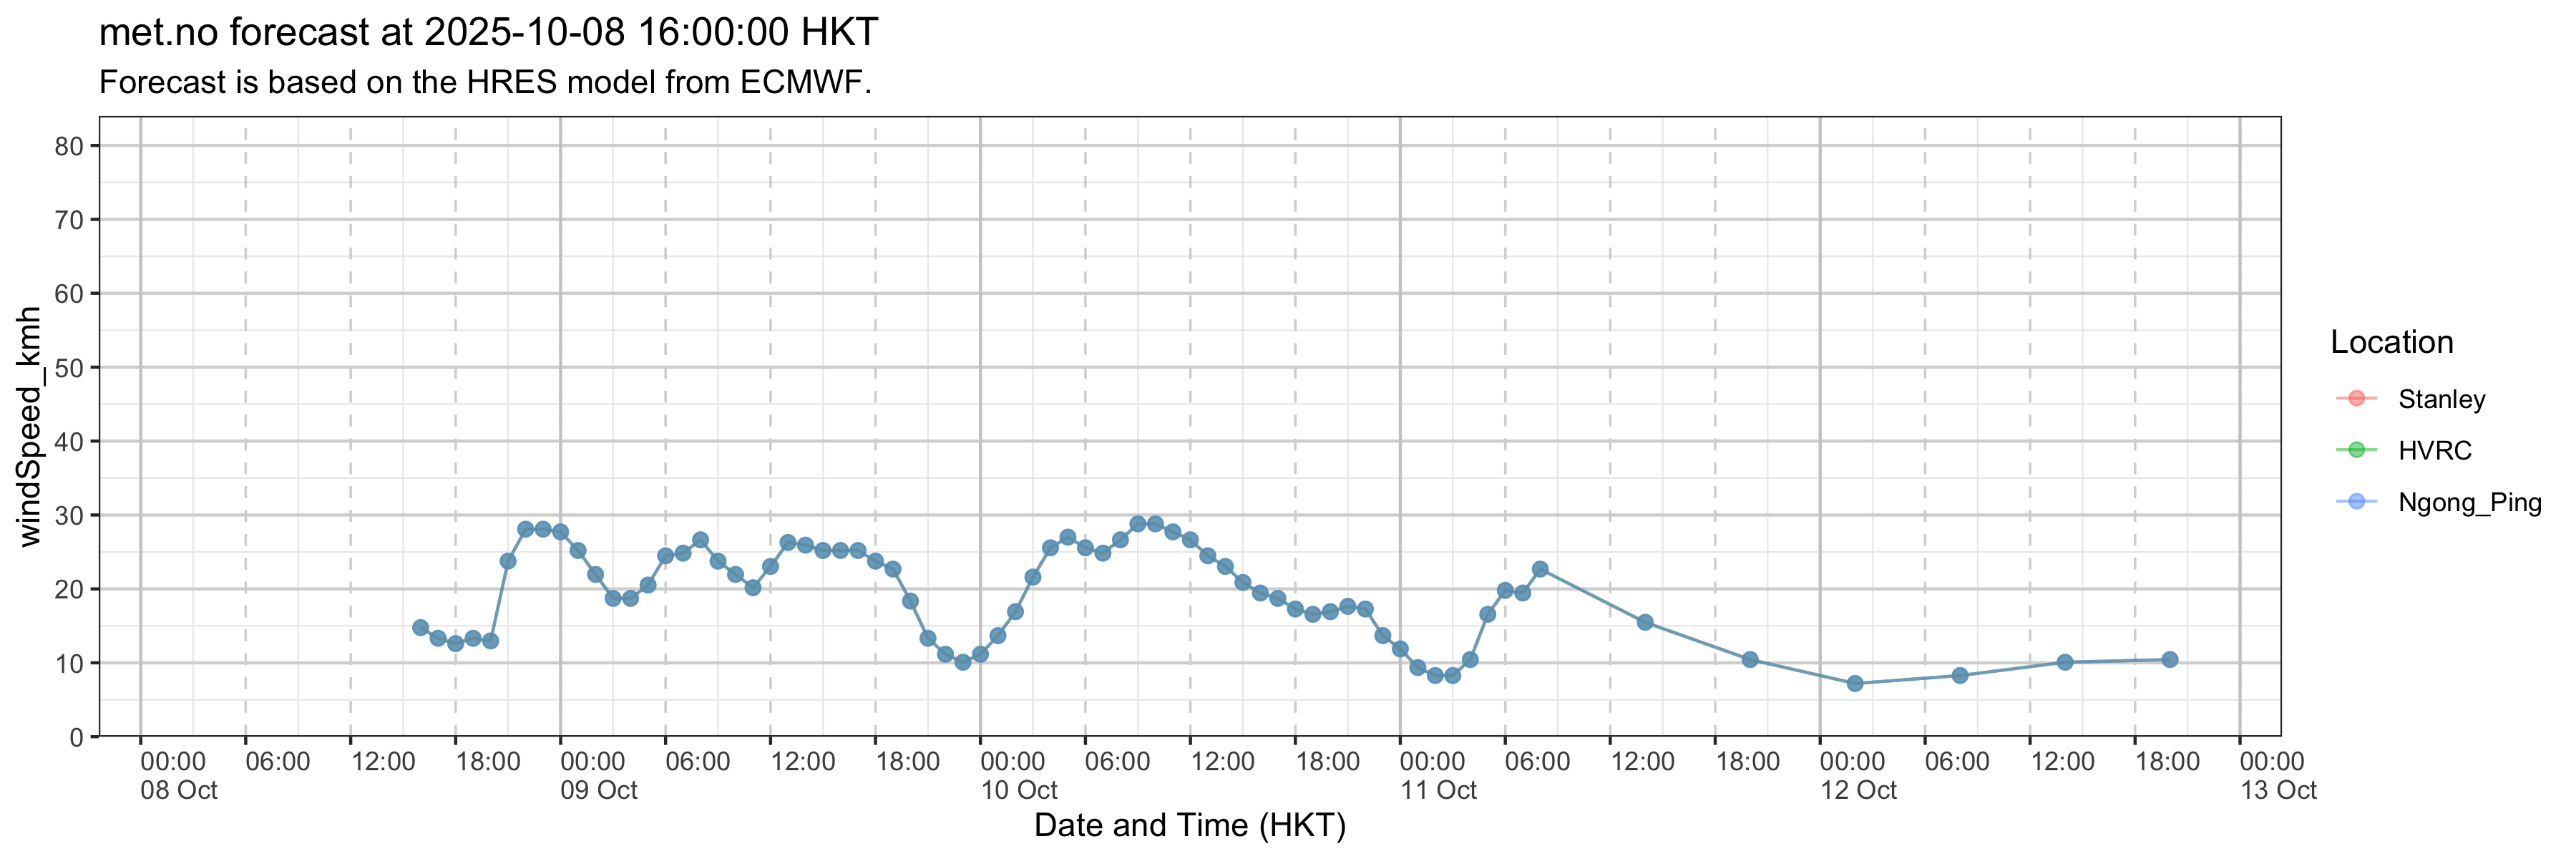 met.no forecast at 2025-10-08 16:00:00 HKT
Forecast is based on the HRES model from ECMWF.
windSpeed_kmh
80
70
60
50
40
30
20
10
0
00:00 06:00 12:00 18:00 00:00 06:00 12:00 18:00 00:00 06:00 12:00 18:00 00:00 06:00 12:00 18:00 00:00 06:00 12:00 18:00 00:00
08 Oct 09 Oct 10 Oct 11 Oct 12 Oct 13 Oct
Date and Time (HKT)
Location
Stanley
HVRC
Ngong_Ping